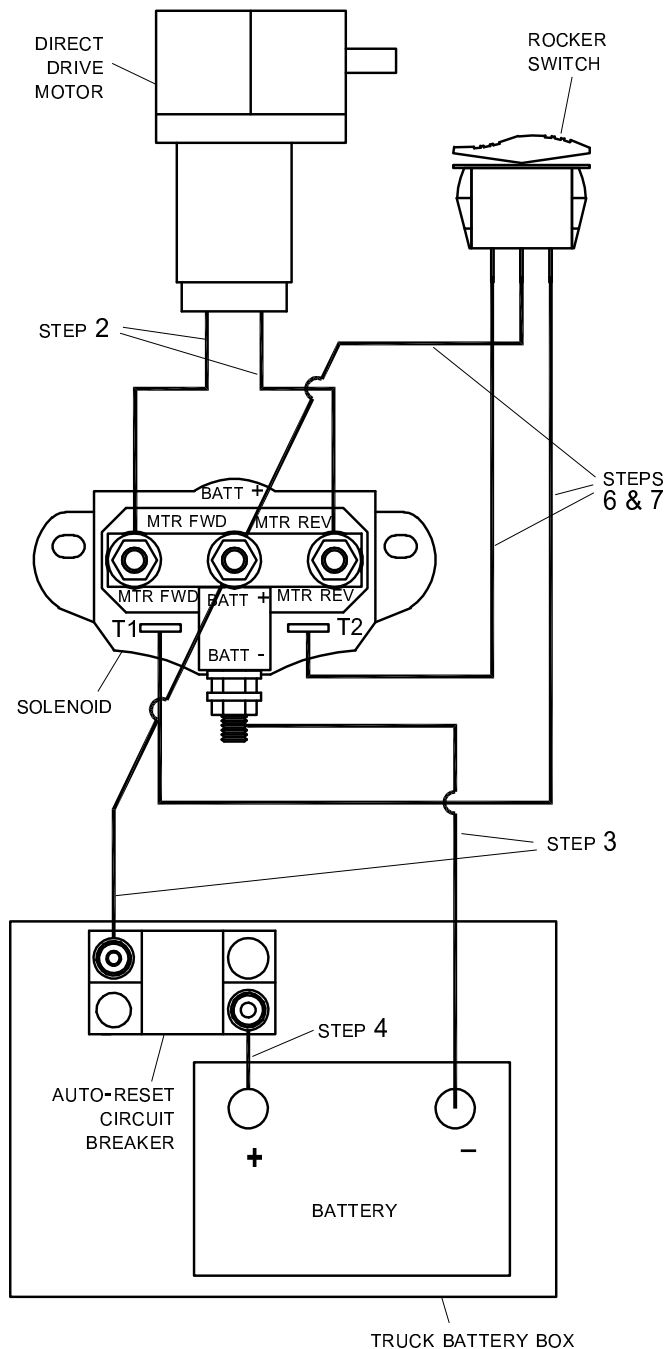 DIRECT
DRIVE
MOTOR
ROCKER
SWITCH
STEP 2
STEPS
6 & 7
BATT +
MTR FWD
MTR REV
MTR FWD
BATT +
MTR REV
T1
T2
BATT -
SOLENOID
STEP 3
STEP 4
AUTO-RESET
CIRCUIT
BREAKER
+
–
BATTERY
TRUCK BATTERY BOX